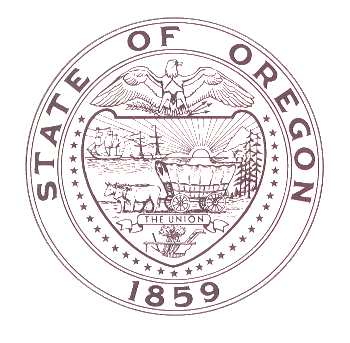 STATE OF OREGON
THE UNION
1859